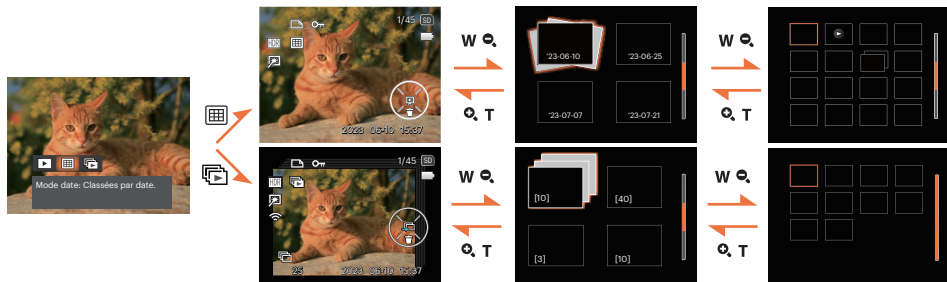 Mode date: Classées par date.
1/45 SD
HDR
2023 06-10 15:37
W
T
'23-06-10
'23-06-25
'23-07-07
'23-07-21
W
T
1/45 SD
HDR
25
2023 06-10 15:37
W
T
[10]
[40]
[3]
[10]
W
T